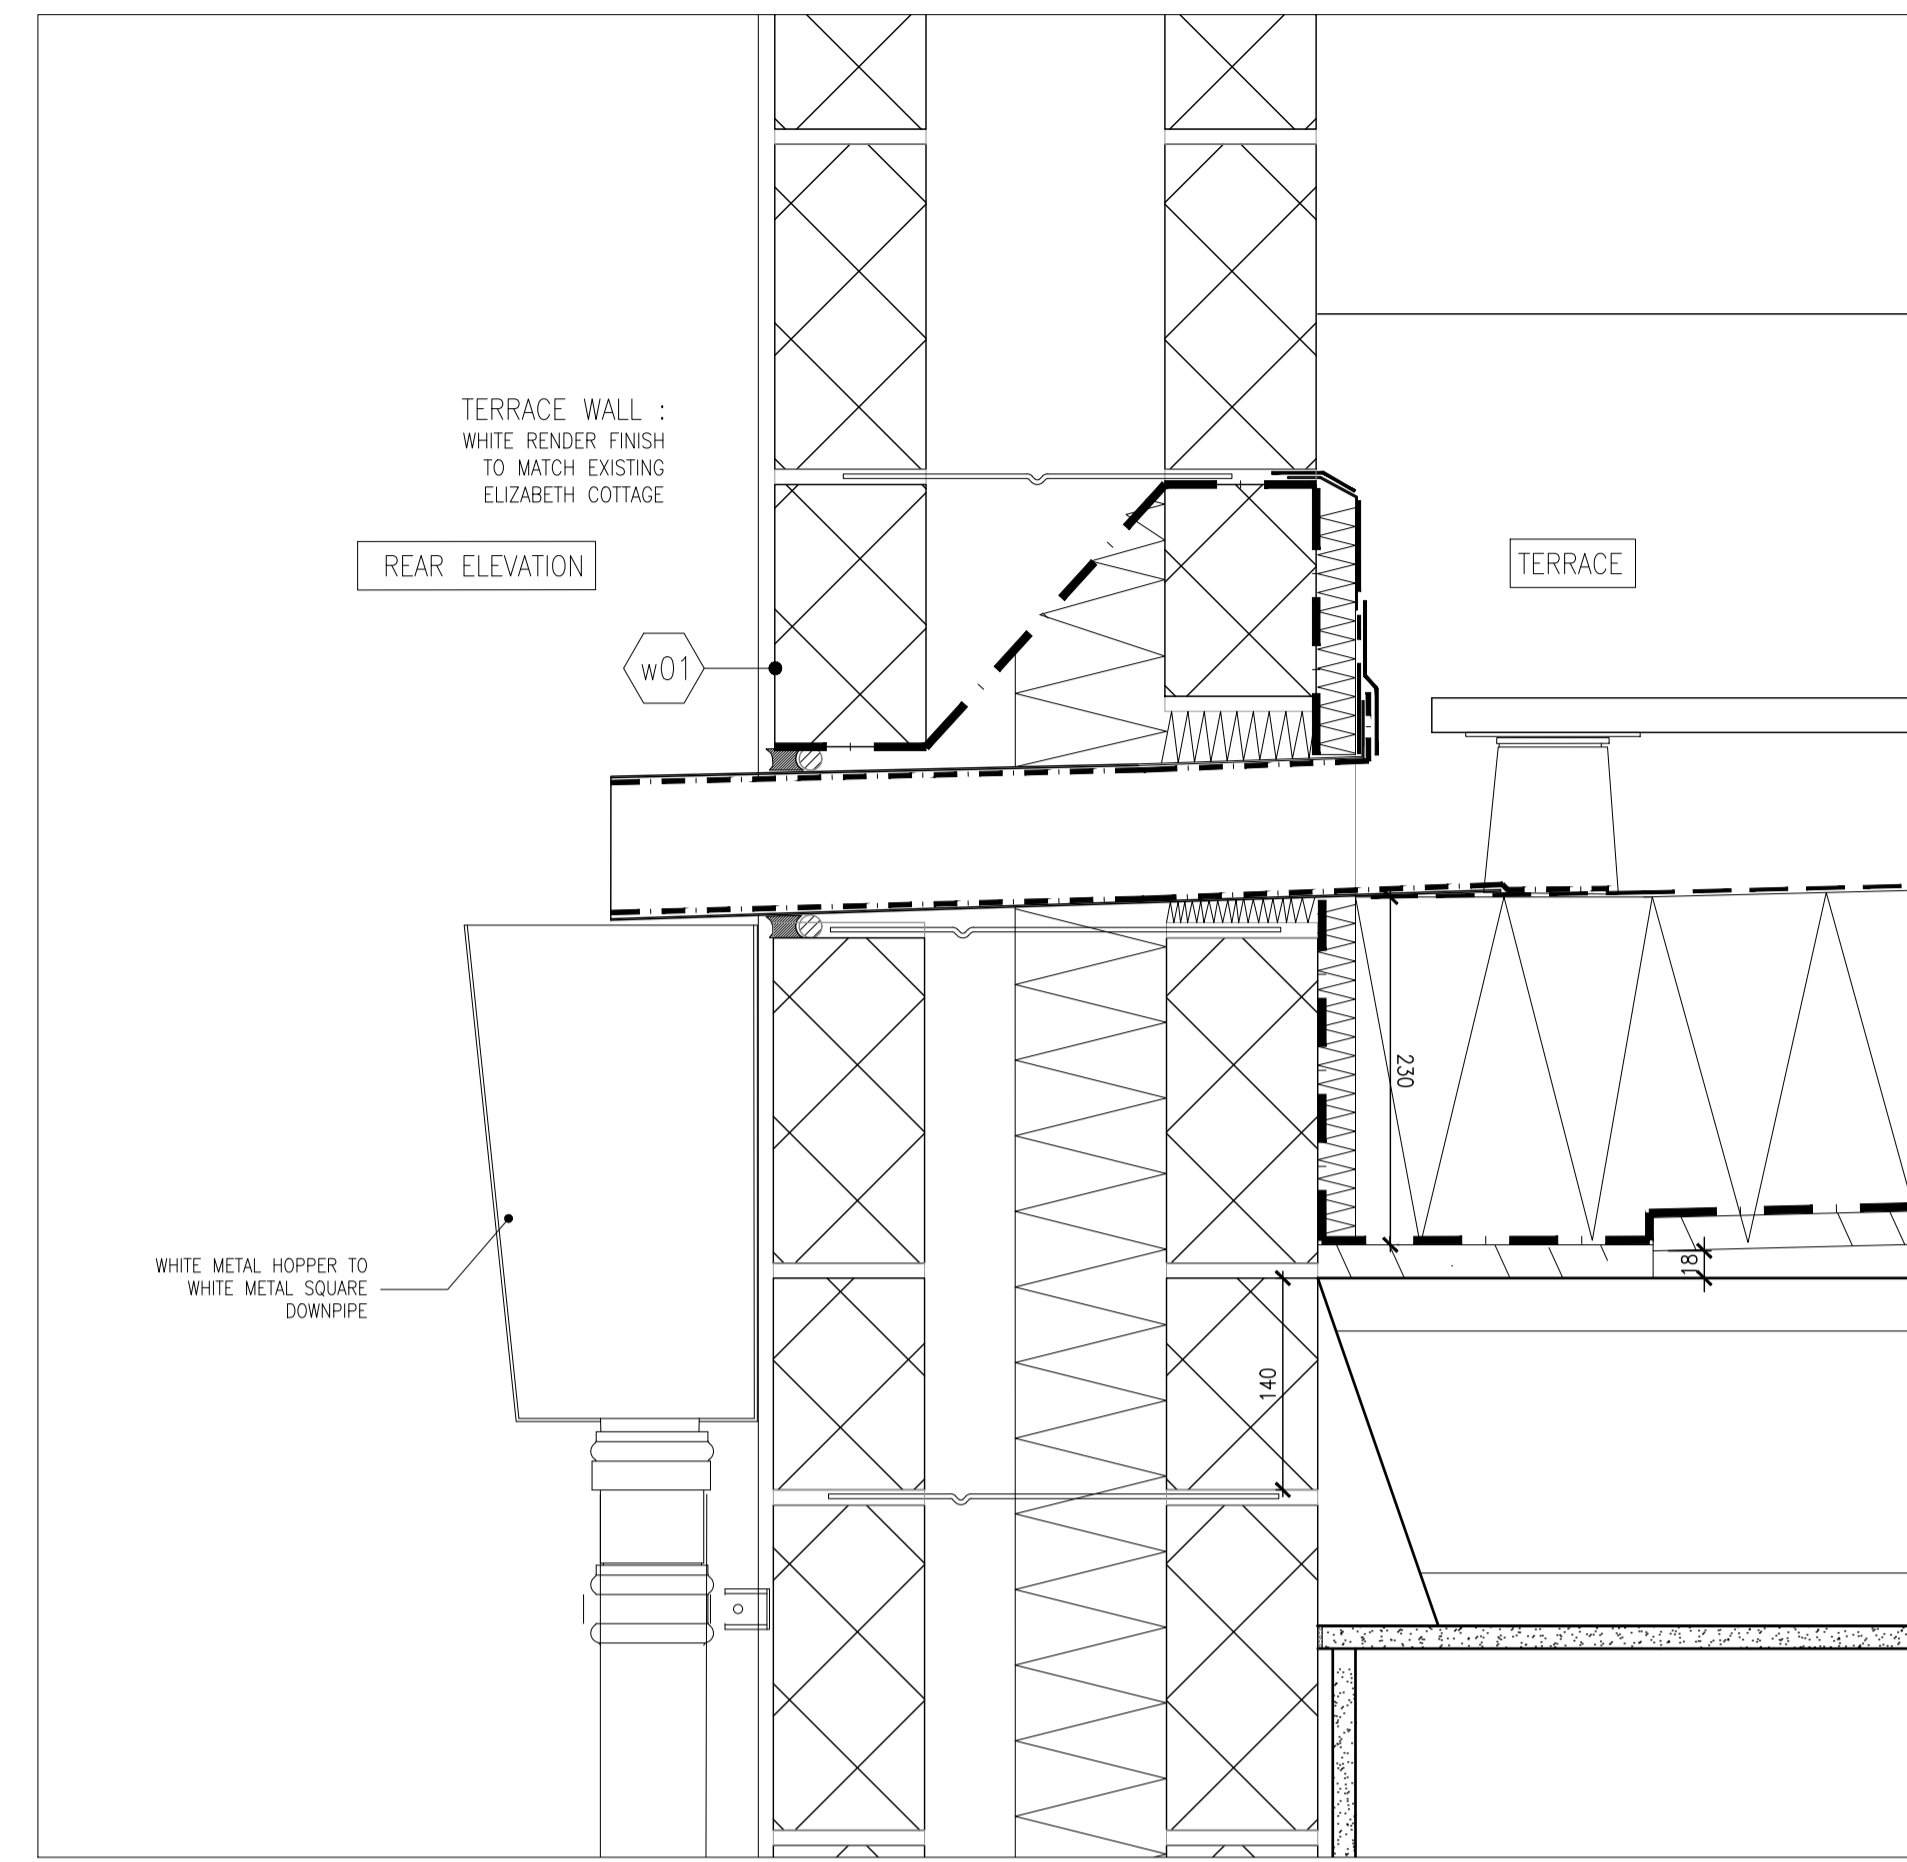 TERRACE WALL :
WHITE RENDER FINISH
TO MATCH EXISTING
ELIZABETH COTTAGE
REAR ELEVATION
TERRACE
w01
230
WHITE METAL HOPPER TO
WHITE METAL SQUARE
DOWNPIPE
18
140